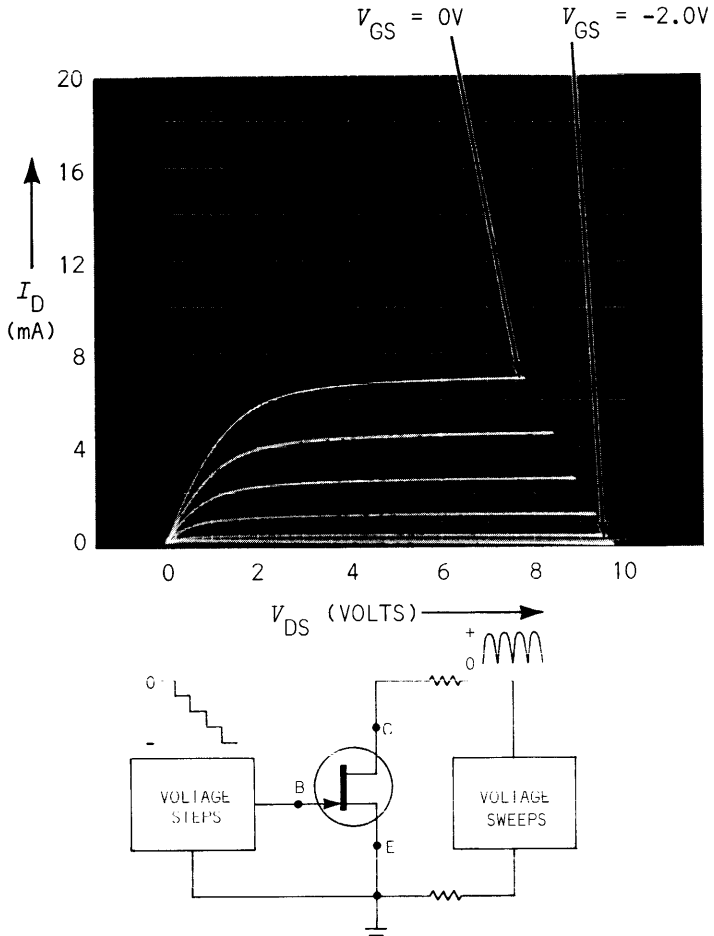 V_GS = 0V
V_GS = -2.0V
20
16
12
8
4
0
I_D
(mA)
0 2 4 6 8 10
V_DS (VOLTS)
+
0
0
-
C
B
E
VOLTAGE
STEPS
VOLTAGE
SWEEPS